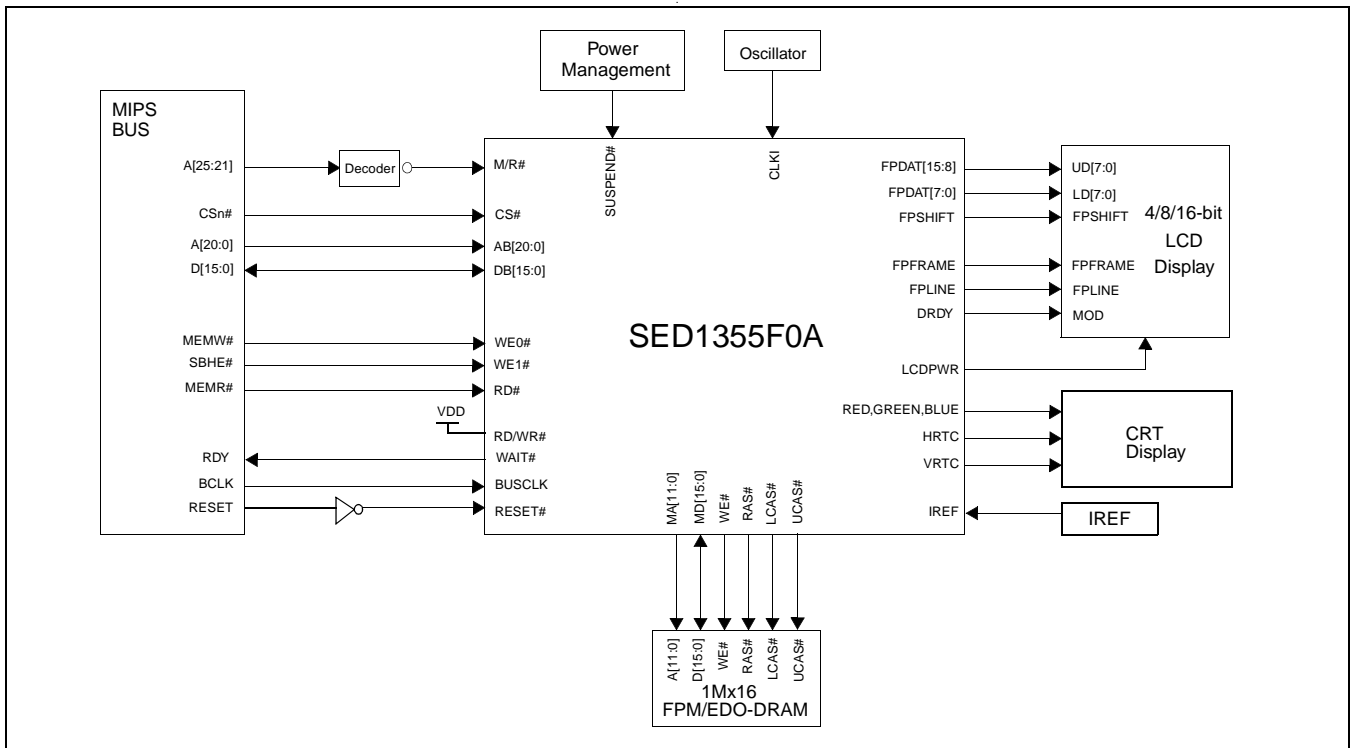 Power
Management
Oscillator
MIPS
BUS
A[25:21]
Decoder
M/R#
SUSPEND#
CLKI
FPDAT[15:8]
UD[7:0]
FPDAT[7:0]
LD[7:0]
CSn#
CS#
FPSHIFT
FPSHIFT
4/8/16-bit
LCD
Display
A[20:0]
AB[20:0]
D[15:0]
DB[15:0]
FPFRAME
FPFRAME
FPLINE
FPLINE
DRDY
MOD
SED1355F0A
MEMW#
WE0#
SBHE#
WE1#
MEMR#
RD#
LCDPWR
VDD
RD/WR#
RED,GREEN,BLUE
HRTC
VRTC
CRT
Display
RDY
WAIT#
BCLK
BUSCLK
RESET
RESET#
MA[11:0]
MD[15:0]
WE#
RAS#
LCAS#
UCAS#
IREF
IREF
A[11:0]
D[15:0]
WE#
RAS#
LCAS#
UCAS#
1Mx16
FPM/EDO-DRAM